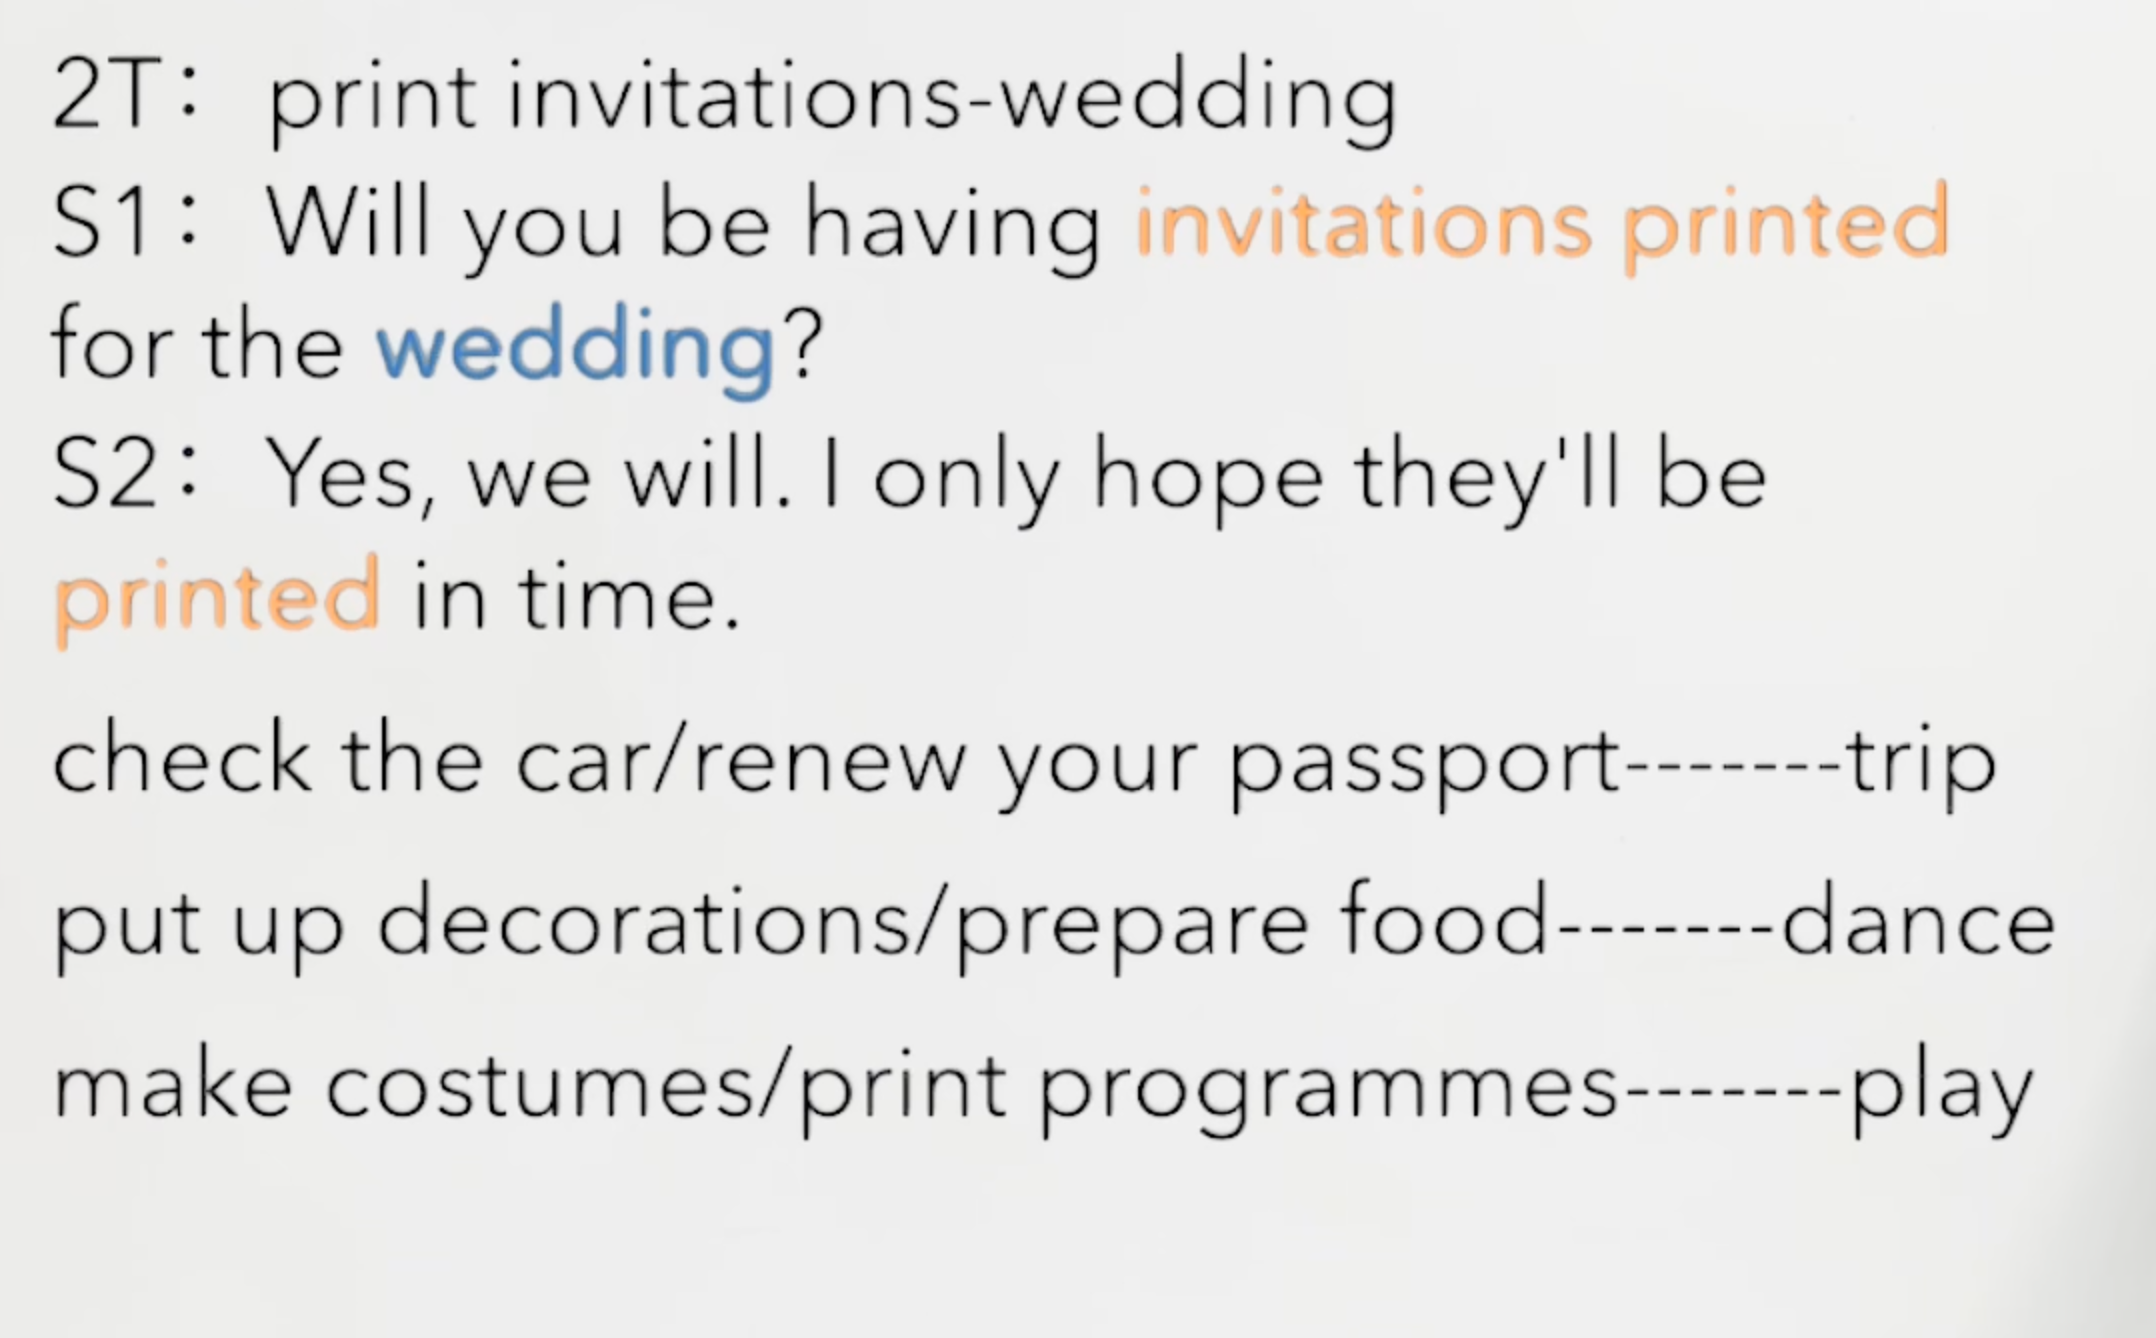 2T: print invitations-wedding
S1: Will you be having invitations printed
for the wedding?
S2: Yes, we will. I only hope they'll be
printed in time.
check the car/renew your passport-------trip
put up decorations/prepare food-------dance
make costumes/print programmes-------play